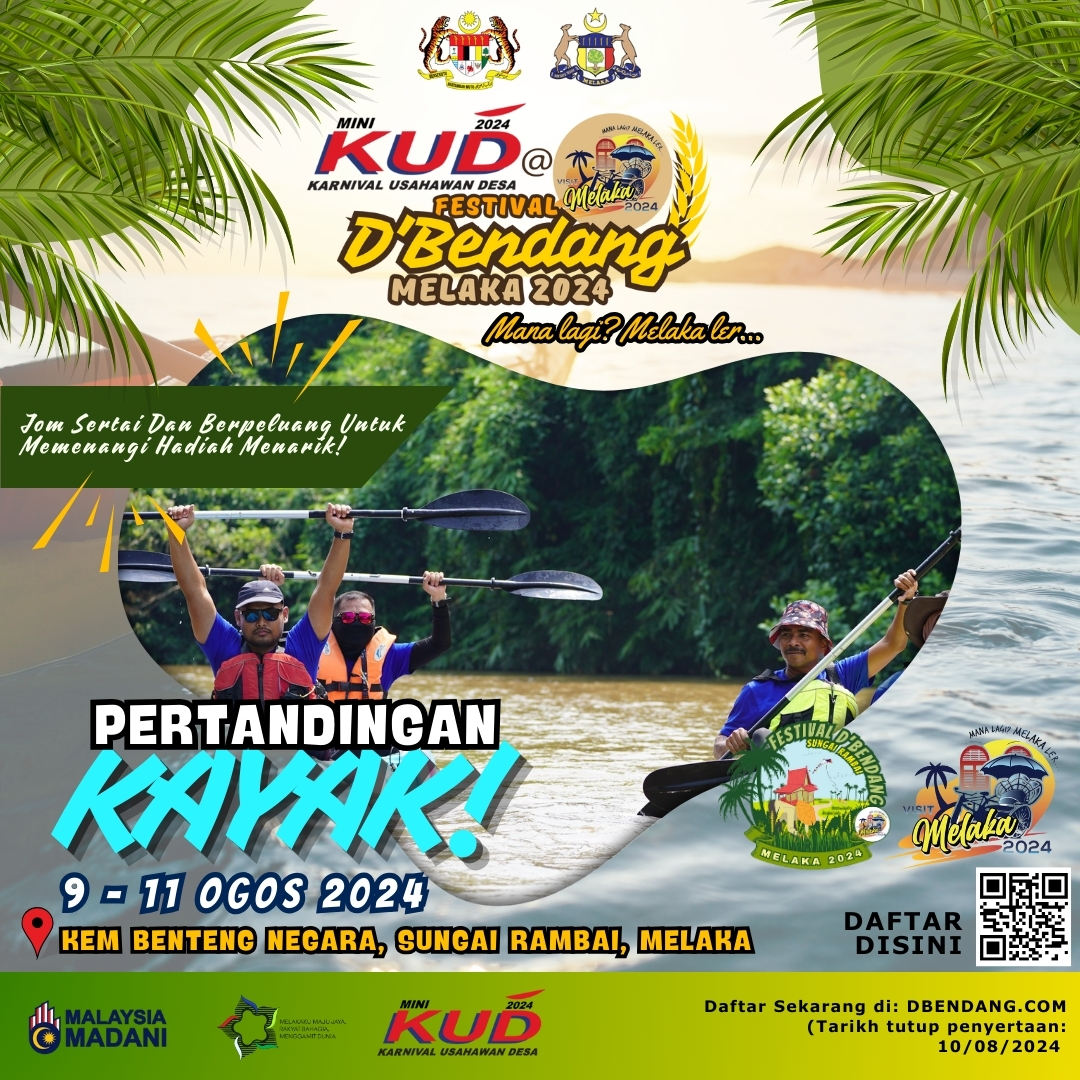 MELAKA
MINI
2024
KUD
KARNIVAL USAHAWAN DESA
@
MANA LAGI? MELAKA LER...
VISIT
Melaka
2024
FESTIVAL
D'Bendang
MELAKA 2024
Mana lagi? Melaka ler...
Jom Sertai Dan Berpeluang Untuk
Memenangi Hadiah Menarik!
PERTANDINGAN
KAYAK!
FESTIVAL D'BENDANG
SUNGAI RAMBAI
MELAKA 2024
MANA LAGI? MELAKA LER...
VISIT
Melaka
2024
9 - 11 OGOS 2024
KEM BENTENG NEGARA, SUNGAI RAMBAI, MELAKA
DAFTAR
DISINI
MALAYSIA
MADANI
MELAKAKU MAJU JAYA,
RAKYAT BAHAGIA,
MENGGAMIT DUNIA
MINI
2024
KUD
KARNIVAL USAHAWAN DESA
Daftar Sekarang di: DBENDANG.COM
(Tarikh tutup penyertaan:
10/08/2024